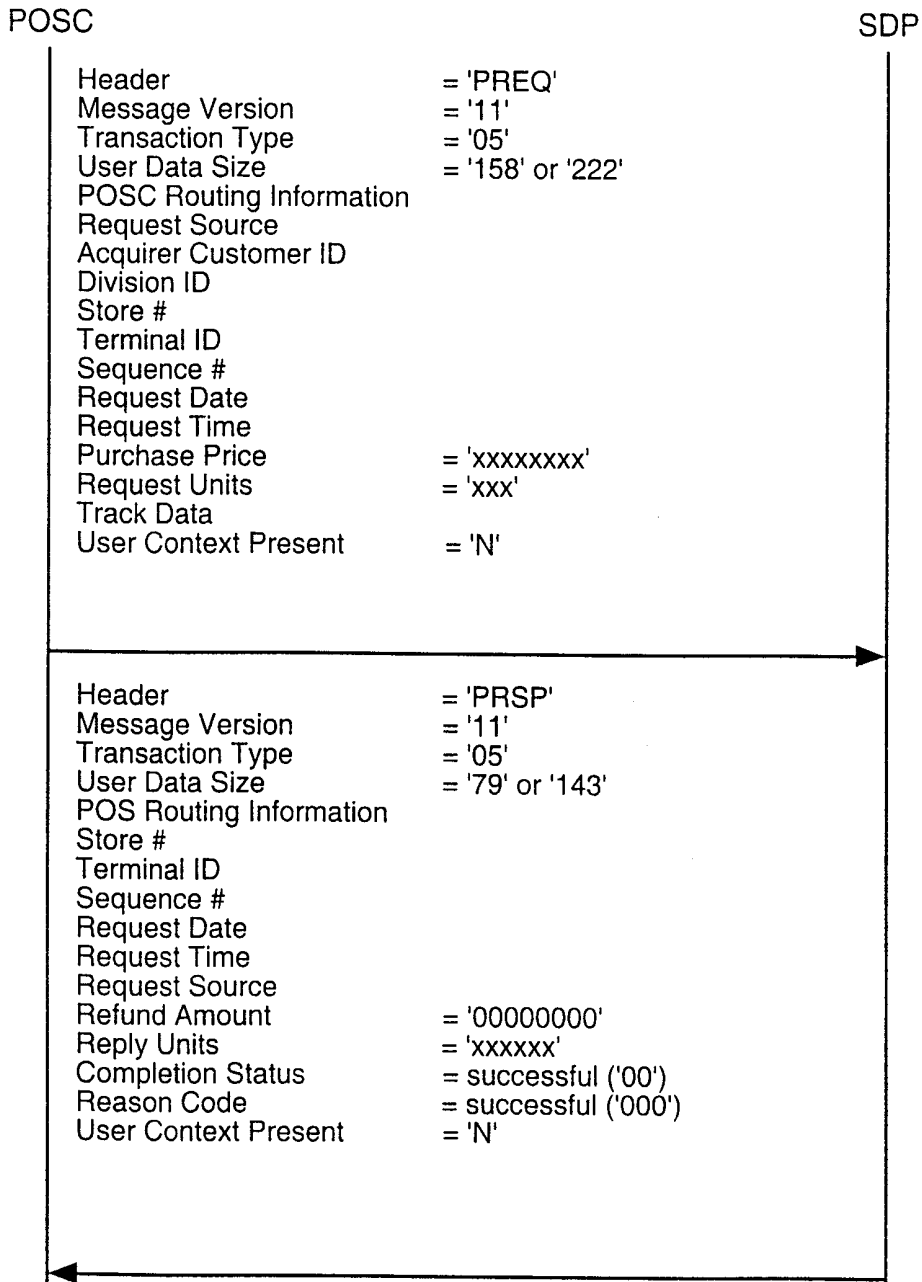 POSC SDP
Header = 'PREQ'
Message Version = '11'
Transaction Type = '05'
User Data Size = '158' or '222'
POSC Routing Information
Request Source
Acquirer Customer ID
Division ID
Store #
Terminal ID
Sequence #
Request Date
Request Time
Purchase Price = 'xxxxxxxx'
Request Units = 'xxx'
Track Data
User Context Present = 'N'
Header = 'PRSP'
Message Version = '11'
Transaction Type = '05'
User Data Size = '79' or '143'
POS Routing Information
Store #
Terminal ID
Sequence #
Request Date
Request Time
Request Source
Refund Amount = '00000000'
Reply Units = 'xxxxxx'
Completion Status = successful ('00')
Reason Code = successful ('000')
User Context Present = 'N'